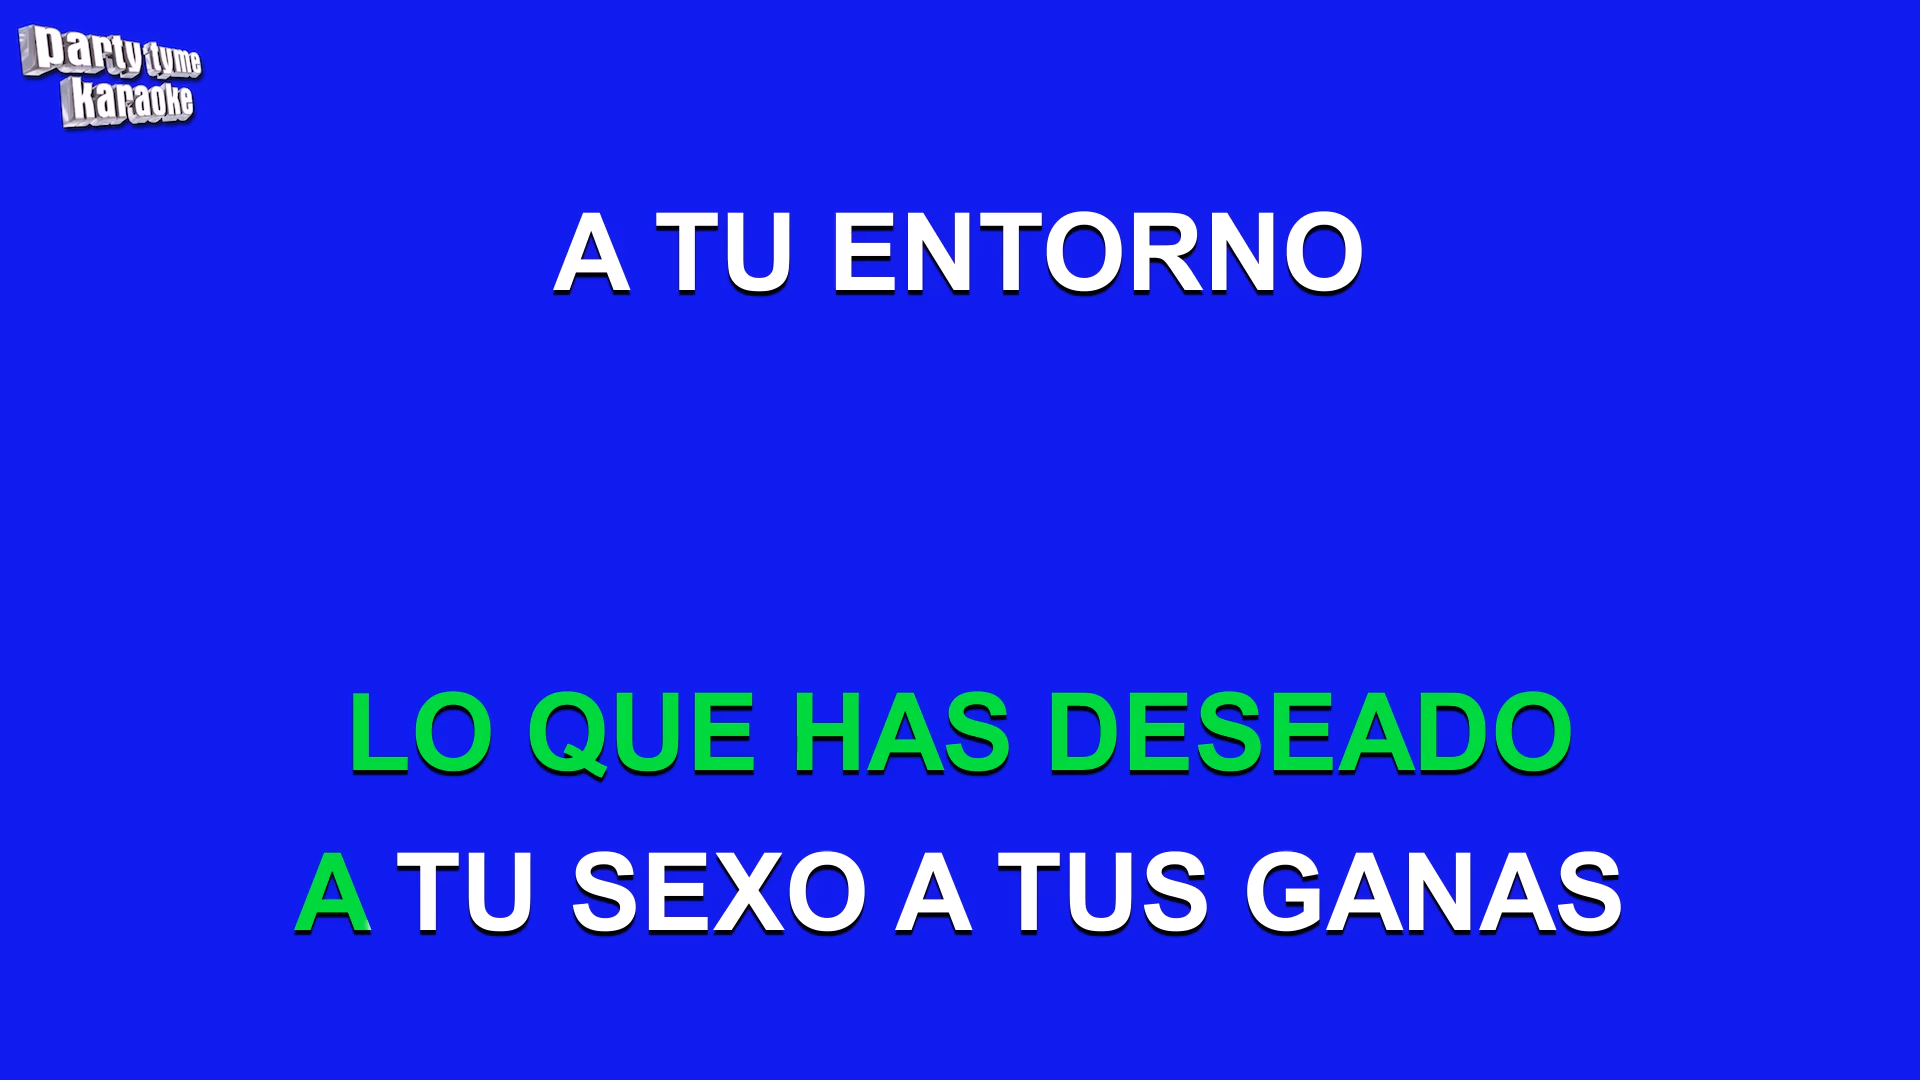 party tyme
karaoke
A TU ENTORNO
LO QUE HAS DESEADO
A TU SEXO A TUS GANAS